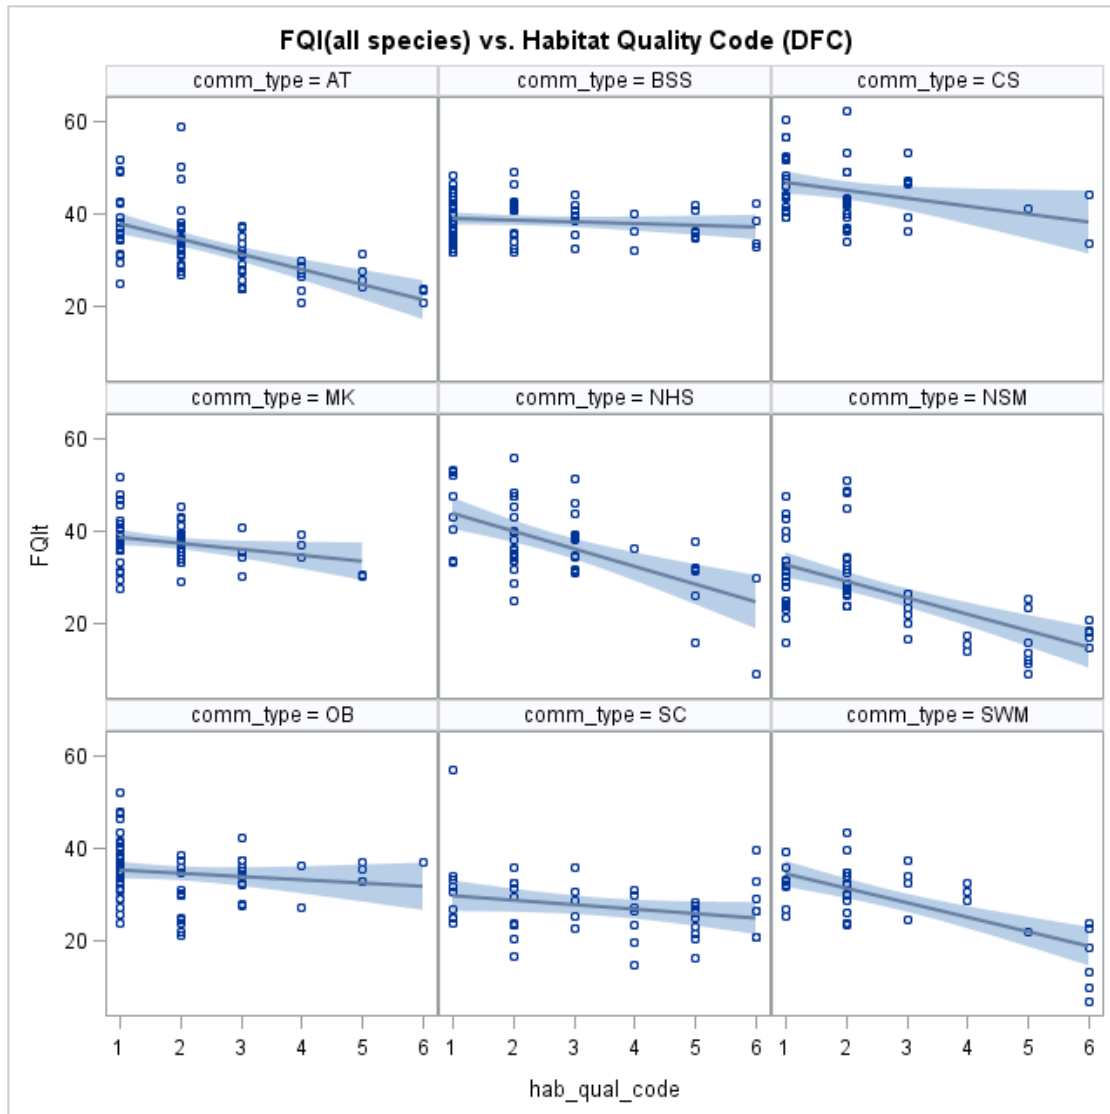 FQI(all species) vs. Habitat Quality Code (DFC)
comm_type = AT
comm_type = BSS
comm_type = CS
60
40
20
comm_type = MK
comm_type = NHS
comm_type = NSM
60
40
20
FQIt
comm_type = OB
comm_type = SC
comm_type = SWM
60
40
20
1 2 3 4 5 6
1 2 3 4 5 6
1 2 3 4 5 6
hab_qual_code